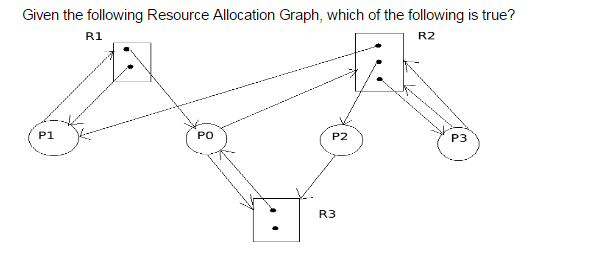 Given the following Resource Allocation Graph, which of the following is true?
R1
R2
P1
P0
P2
P3
R3